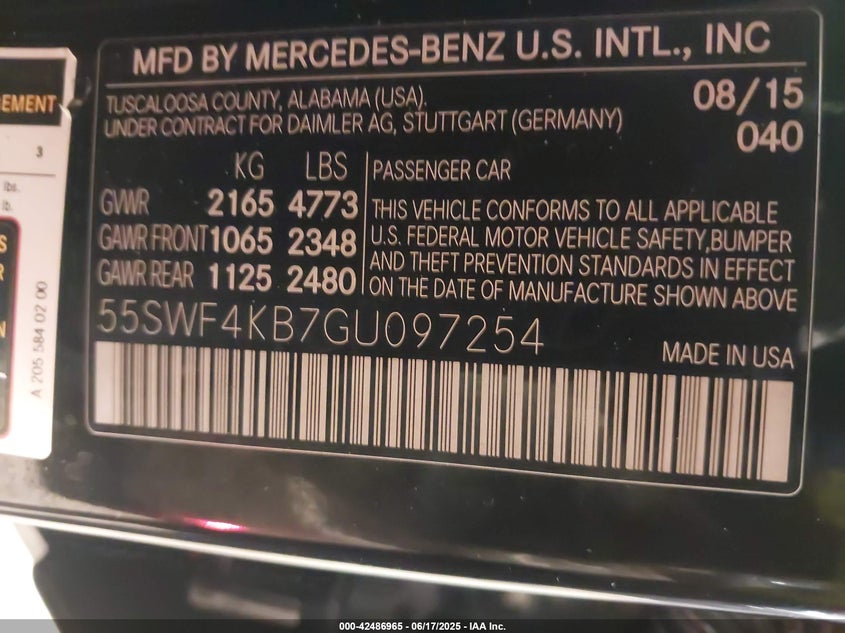 MFD BY MERCEDES-BENZ U.S. INTL., INC
TUSCALOOSA COUNTY, ALABAMA (USA).
UNDER CONTRACT FOR DAIMLER AG, STUTTGART (GERMANY)
08/15
040
KG LBS
GVWR 2165 4773
GAWR FRONT 1065 2348
GAWR REAR 1125 2480
PASSENGER CAR
THIS VEHICLE CONFORMS TO ALL APPLICABLE
U.S. FEDERAL MOTOR VEHICLE SAFETY,BUMPER
AND THEFT PREVENTION STANDARDS IN EFFECT
ON THE DATE OF MANUFACTURE SHOWN ABOVE
55SWF4KB7GU097254
MADE IN USA
EMENT
3
lbs.
lb.
S
R
N
A 205 584 02 00
000-42486965 - 06/17/2025 - IAA Inc.